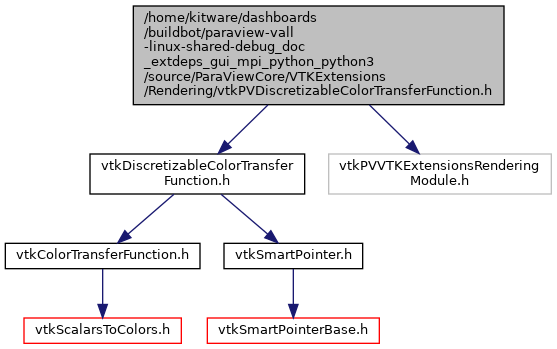 /home/kitware/dashboards
/buildbot/paraview-vall
-linux-shared-debug_doc
_extdeps_gui_mpi_python_python3
/source/ParaViewCore/VTKExtensions
/Rendering/vtkPVDiscretizableColorTransferFunction.h
vtkDiscretizableColorTransfer
Function.h
vtkPVVTKExtensionsRendering
Module.h
vtkColorTransferFunction.h
vtkSmartPointer.h
vtkScalarsToColors.h
vtkSmartPointerBase.h